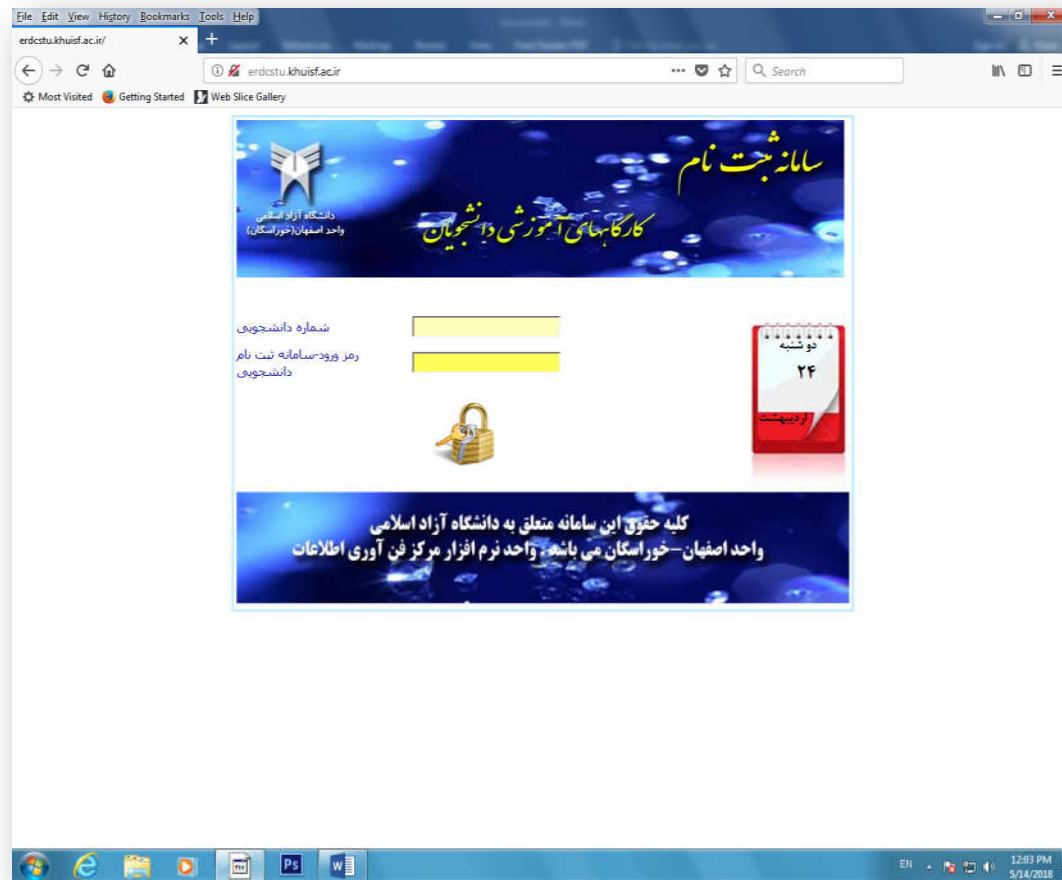 File Edit View History Bookmarks Tools Help
erdcstu.khuisf.ac.ir/
erdcstu.khuisf.ac.ir
Search
Most Visited Getting Started Web Slice Gallery
سامانه ثبت نام
کارگاههای آموزشی دانشجویان
دانشگاه آزاد اسلامی
واحد اصفهان(خوراسگان)
شماره دانشجویی
رمز ورود-سامانه ثبت نام
دانشجویی
دو شنبه
۲۴
اردیبهشت
کلیه حقوق این سامانه متعلق به دانشگاه آزاد اسلامی
واحد اصفهان-خوراسگان می باشد . واحد نرم افزار مرکز فن آوری اطلاعات
Ps
W
EN
12:03 PM
5/14/2018